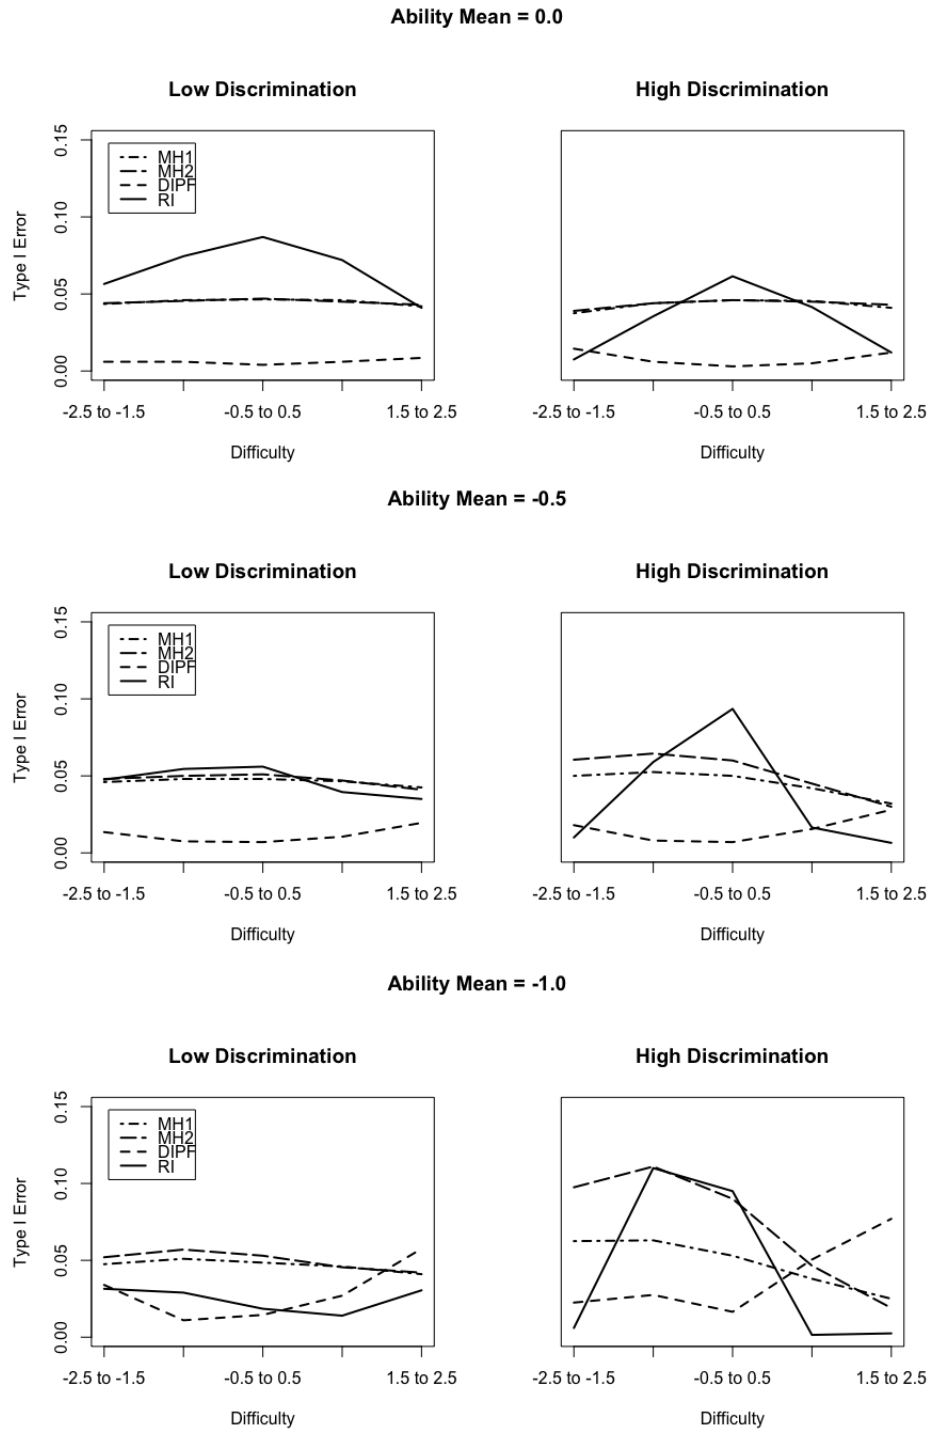 Ability Mean = 0.0
Low Discrimination
High Discrimination
0.15
0.10
0.05
0.00
Type I Error
MH1
MH2
DIPF
RI
-2.5 to -1.5 -0.5 to 0.5 1.5 to 2.5
Difficulty
-2.5 to -1.5 -0.5 to 0.5 1.5 to 2.5
Difficulty
Ability Mean = -0.5
Low Discrimination
High Discrimination
0.15
0.10
0.05
0.00
Type I Error
MH1
MH2
DIPF
RI
-2.5 to -1.5 -0.5 to 0.5 1.5 to 2.5
Difficulty
-2.5 to -1.5 -0.5 to 0.5 1.5 to 2.5
Difficulty
Ability Mean = -1.0
Low Discrimination
High Discrimination
0.15
0.10
0.05
0.00
Type I Error
MH1
MH2
DIPF
RI
-2.5 to -1.5 -0.5 to 0.5 1.5 to 2.5
Difficulty
-2.5 to -1.5 -0.5 to 0.5 1.5 to 2.5
Difficulty